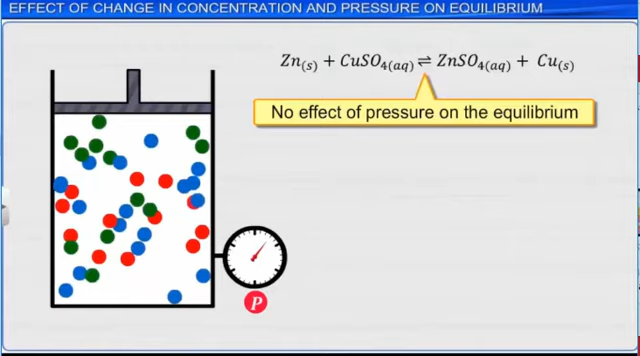 EFFECT OF CHANGE IN CONCENTRATION AND PRESSURE ON EQUILIBRIUM
Zn(s) + CuSO4(aq) ⇌ ZnSO4(aq) + Cu(s)
No effect of pressure on the equilibrium
P